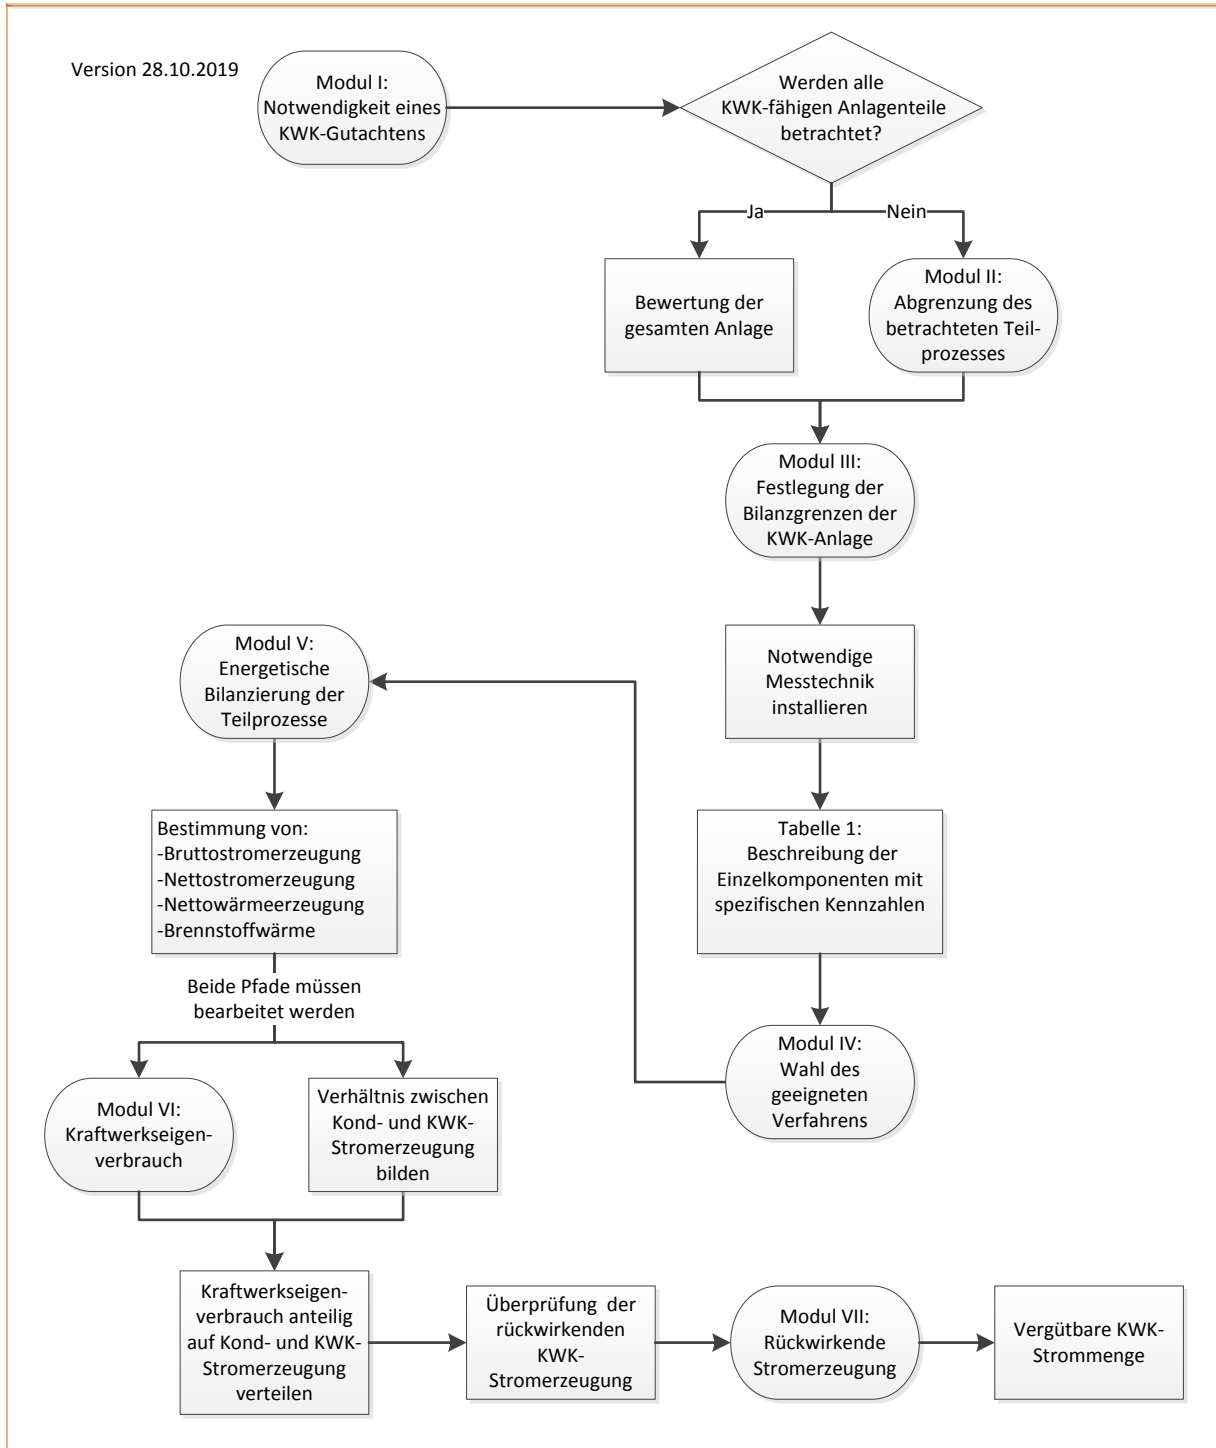 Version 28.10.2019
Modul I:
Notwendigkeit eines
KWK-Gutachtens
Werden alle
KWK-fähigen Anlagenteile
betrachtet?
Ja
Nein
Bewertung der
gesamten Anlage
Modul II:
Abgrenzung des
betrachteten Teil-
prozesses
Modul III:
Festlegung der
Bilanzgrenzen der
KWK-Anlage
Notwendige
Messtechnik
installieren
Tabelle 1:
Beschreibung der
Einzelkomponenten mit
spezifischen Kennzahlen
Modul IV:
Wahl des
geeigneten
Verfahrens
Modul V:
Energetische
Bilanzierung der
Teilprozesse
Bestimmung von:
-Bruttostromerzeugung
-Nettostromerzeugung
-Nettowärmeerzeugung
-Brennstoffwärme
Beide Pfade müssen
bearbeitet werden
Modul VI:
Kraftwerkseigen-
verbrauch
Verhältnis zwischen
Kond- und KWK-
Stromerzeugung
bilden
Kraftwerkseigen-
verbrauch anteilig
auf Kond- und KWK-
Stromerzeugung
verteilen
Überprüfung der
rückwirkenden
KWK-
Stromerzeugung
Modul VII:
Rückwirkende
Stromerzeugung
Vergütbare KWK-
Strommenge